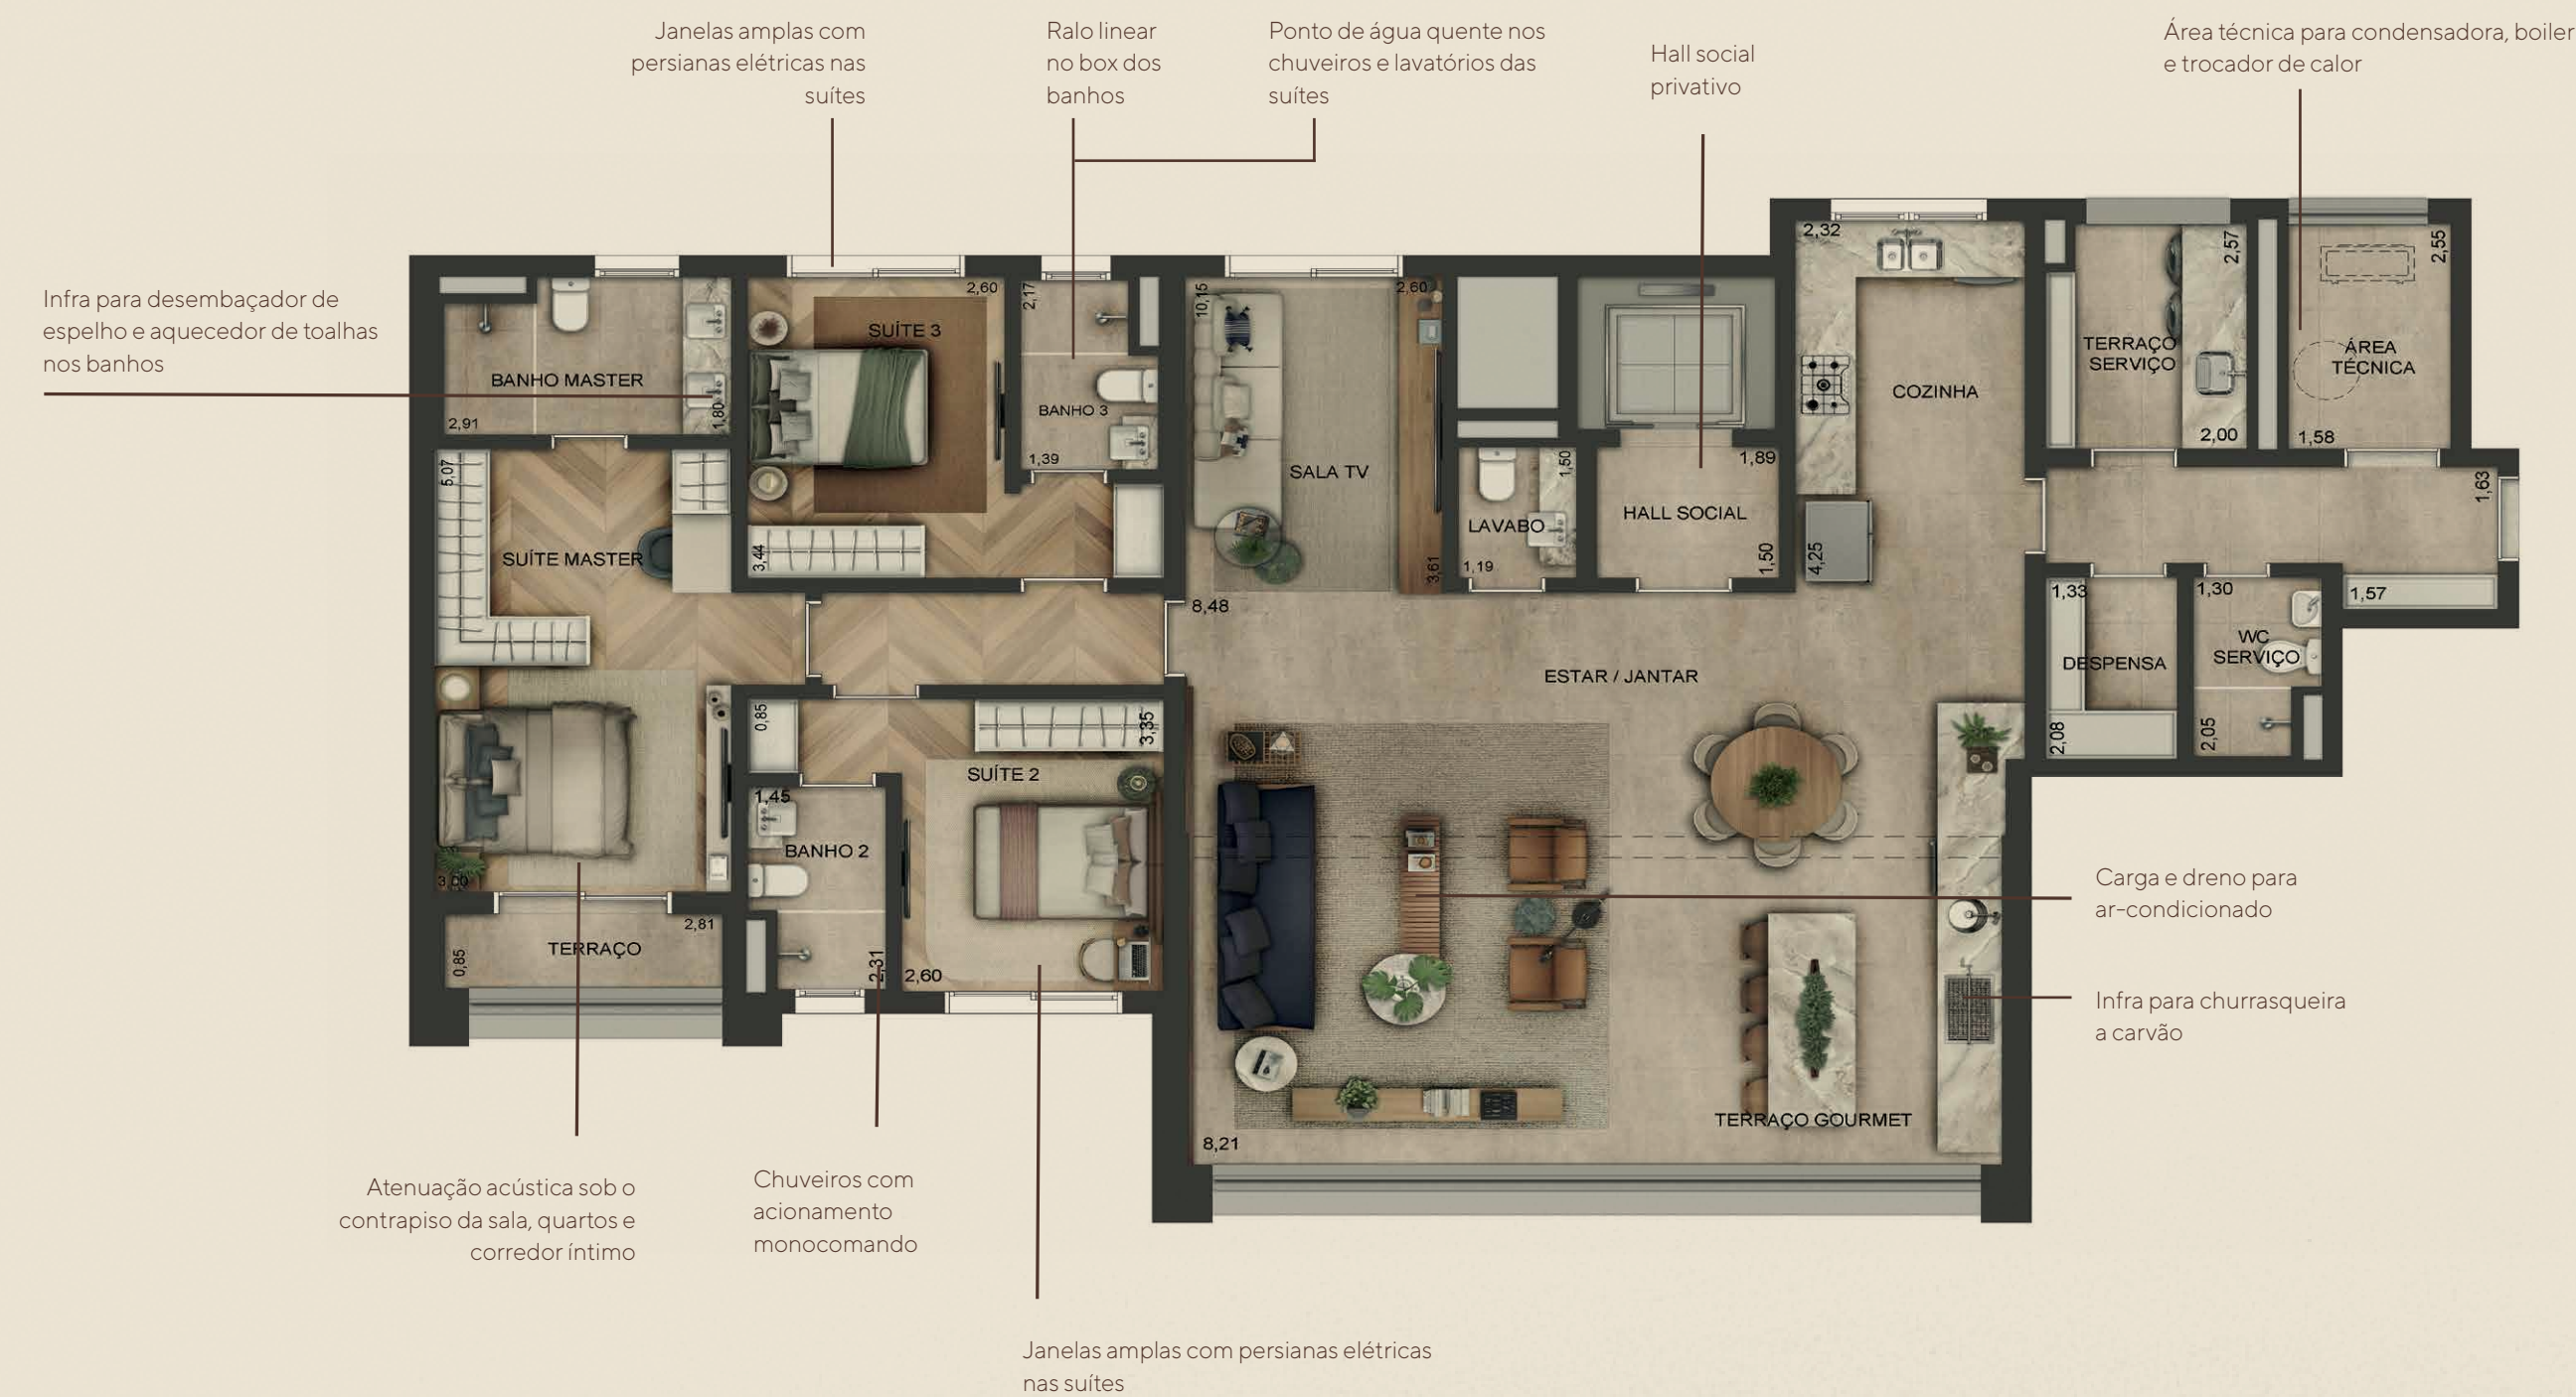 Janelas amplas com
persianas elétricas nas
suítes
Ralo linear
no box dos
banhos
Ponto de água quente nos
chuveiros e lavatórios das
suítes
Hall social
privativo
Área técnica para condensadora, boiler
e trocador de calor
Infra para desembaçador de
espelho e aquecedor de toalhas
nos banhos
BANHO MASTER
2,91
1,80
SUÍTE 3
2,60
3,44
2,17
BANHO 3
1,39
10,15
2,60
SALA TV
3,61
LAVABO
1,50
1,19
HALL SOCIAL
1,89
1,50
2,32
COZINHA
4,25
TERRAÇO
SERVIÇO
2,57
2,00
ÁREA
TÉCNICA
2,55
1,58
1,63
5,07
SUÍTE MASTER
3,00
8,48
ESTAR / JANTAR
1,33
DESPENSA
2,08
1,30
WC
SERVIÇO
2,05
1,57
0,85
3,35
SUÍTE 2
1,45
BANHO 2
2,31
2,60
TERRAÇO
2,81
0,85
TERRAÇO GOURMET
8,21
Carga e dreno para
ar-condicionado
Infra para churrasqueira
a carvão
Atenuação acústica sob o
contrapiso da sala, quartos e
corredor íntimo
Chuveiros com
acionamento
monocomando
Janelas amplas com persianas elétricas
nas suítes